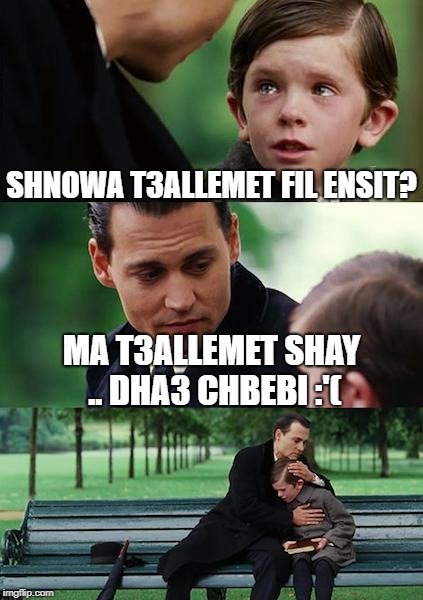 SHNOWA T3ALLEMET FIL ENSIT?
MA T3ALLEMET SHAY
.. DHA3 CHBEBI :'(
imgflip.com